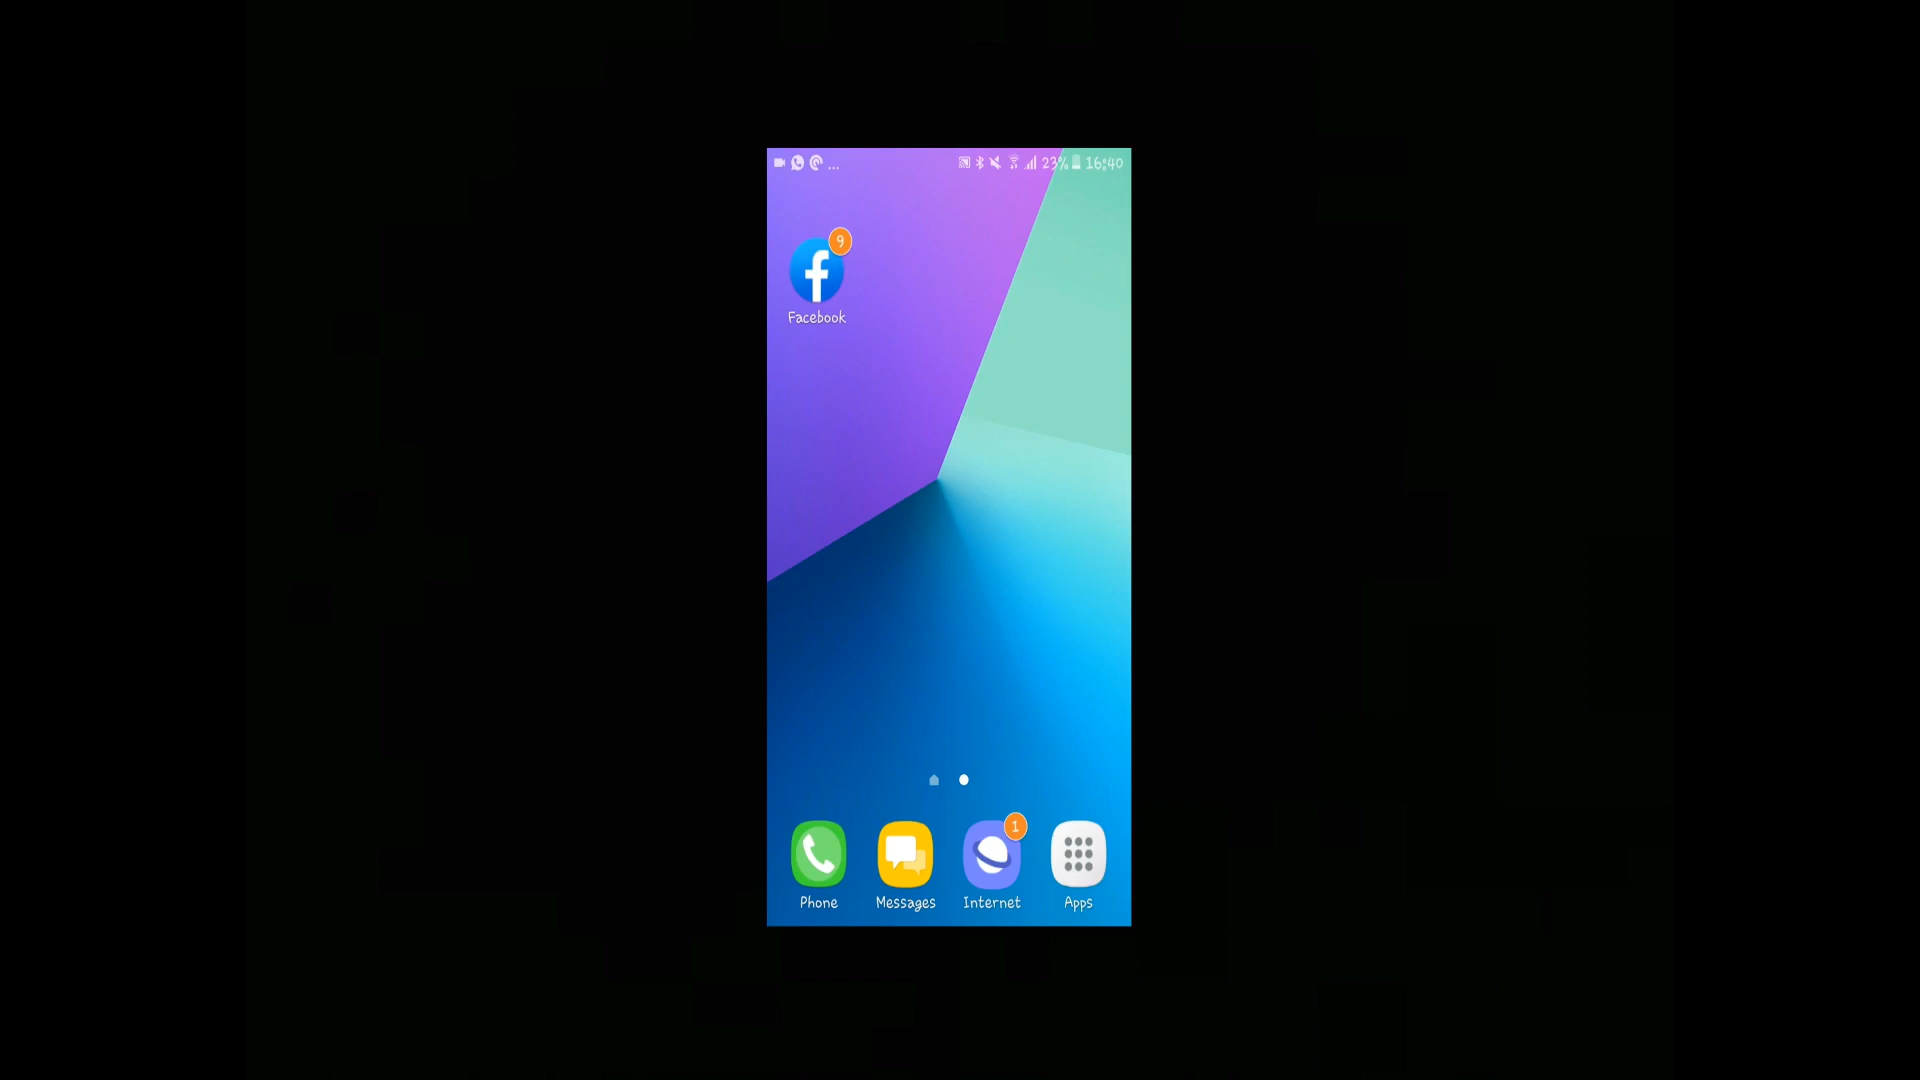 ... 23% 16:40
9
Facebook
1
Phone Messages Internet Apps